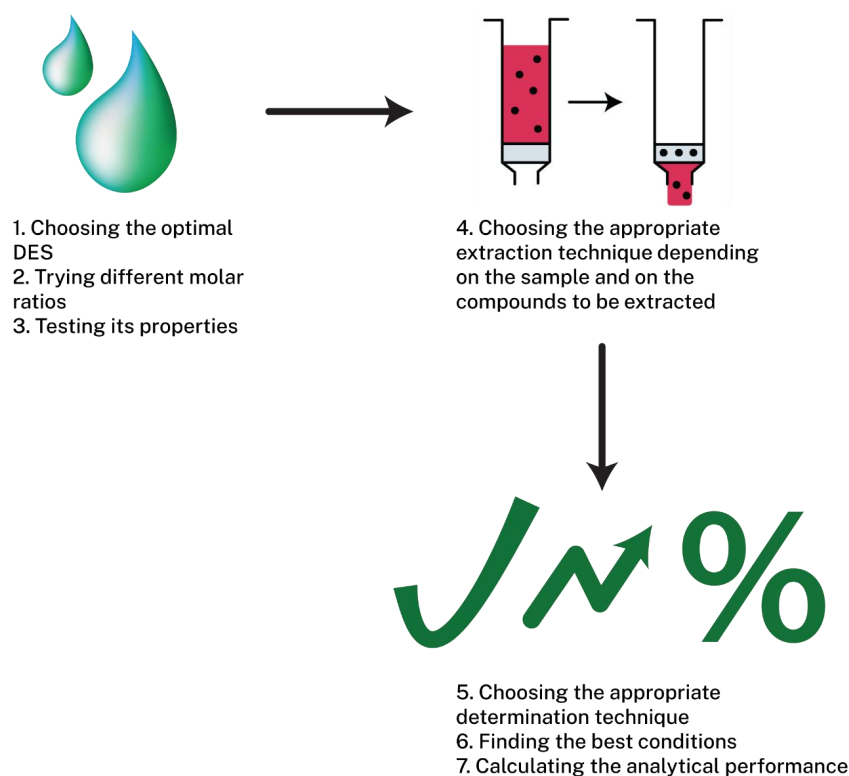 1. Choosing the optimal
DES
2. Trying different molar
ratios
3. Testing its properties
4. Choosing the appropriate
extraction technique depending
on the sample and on the
compounds to be extracted
%
5. Choosing the appropriate
determination technique
6. Finding the best conditions
7. Calculating the analytical performance